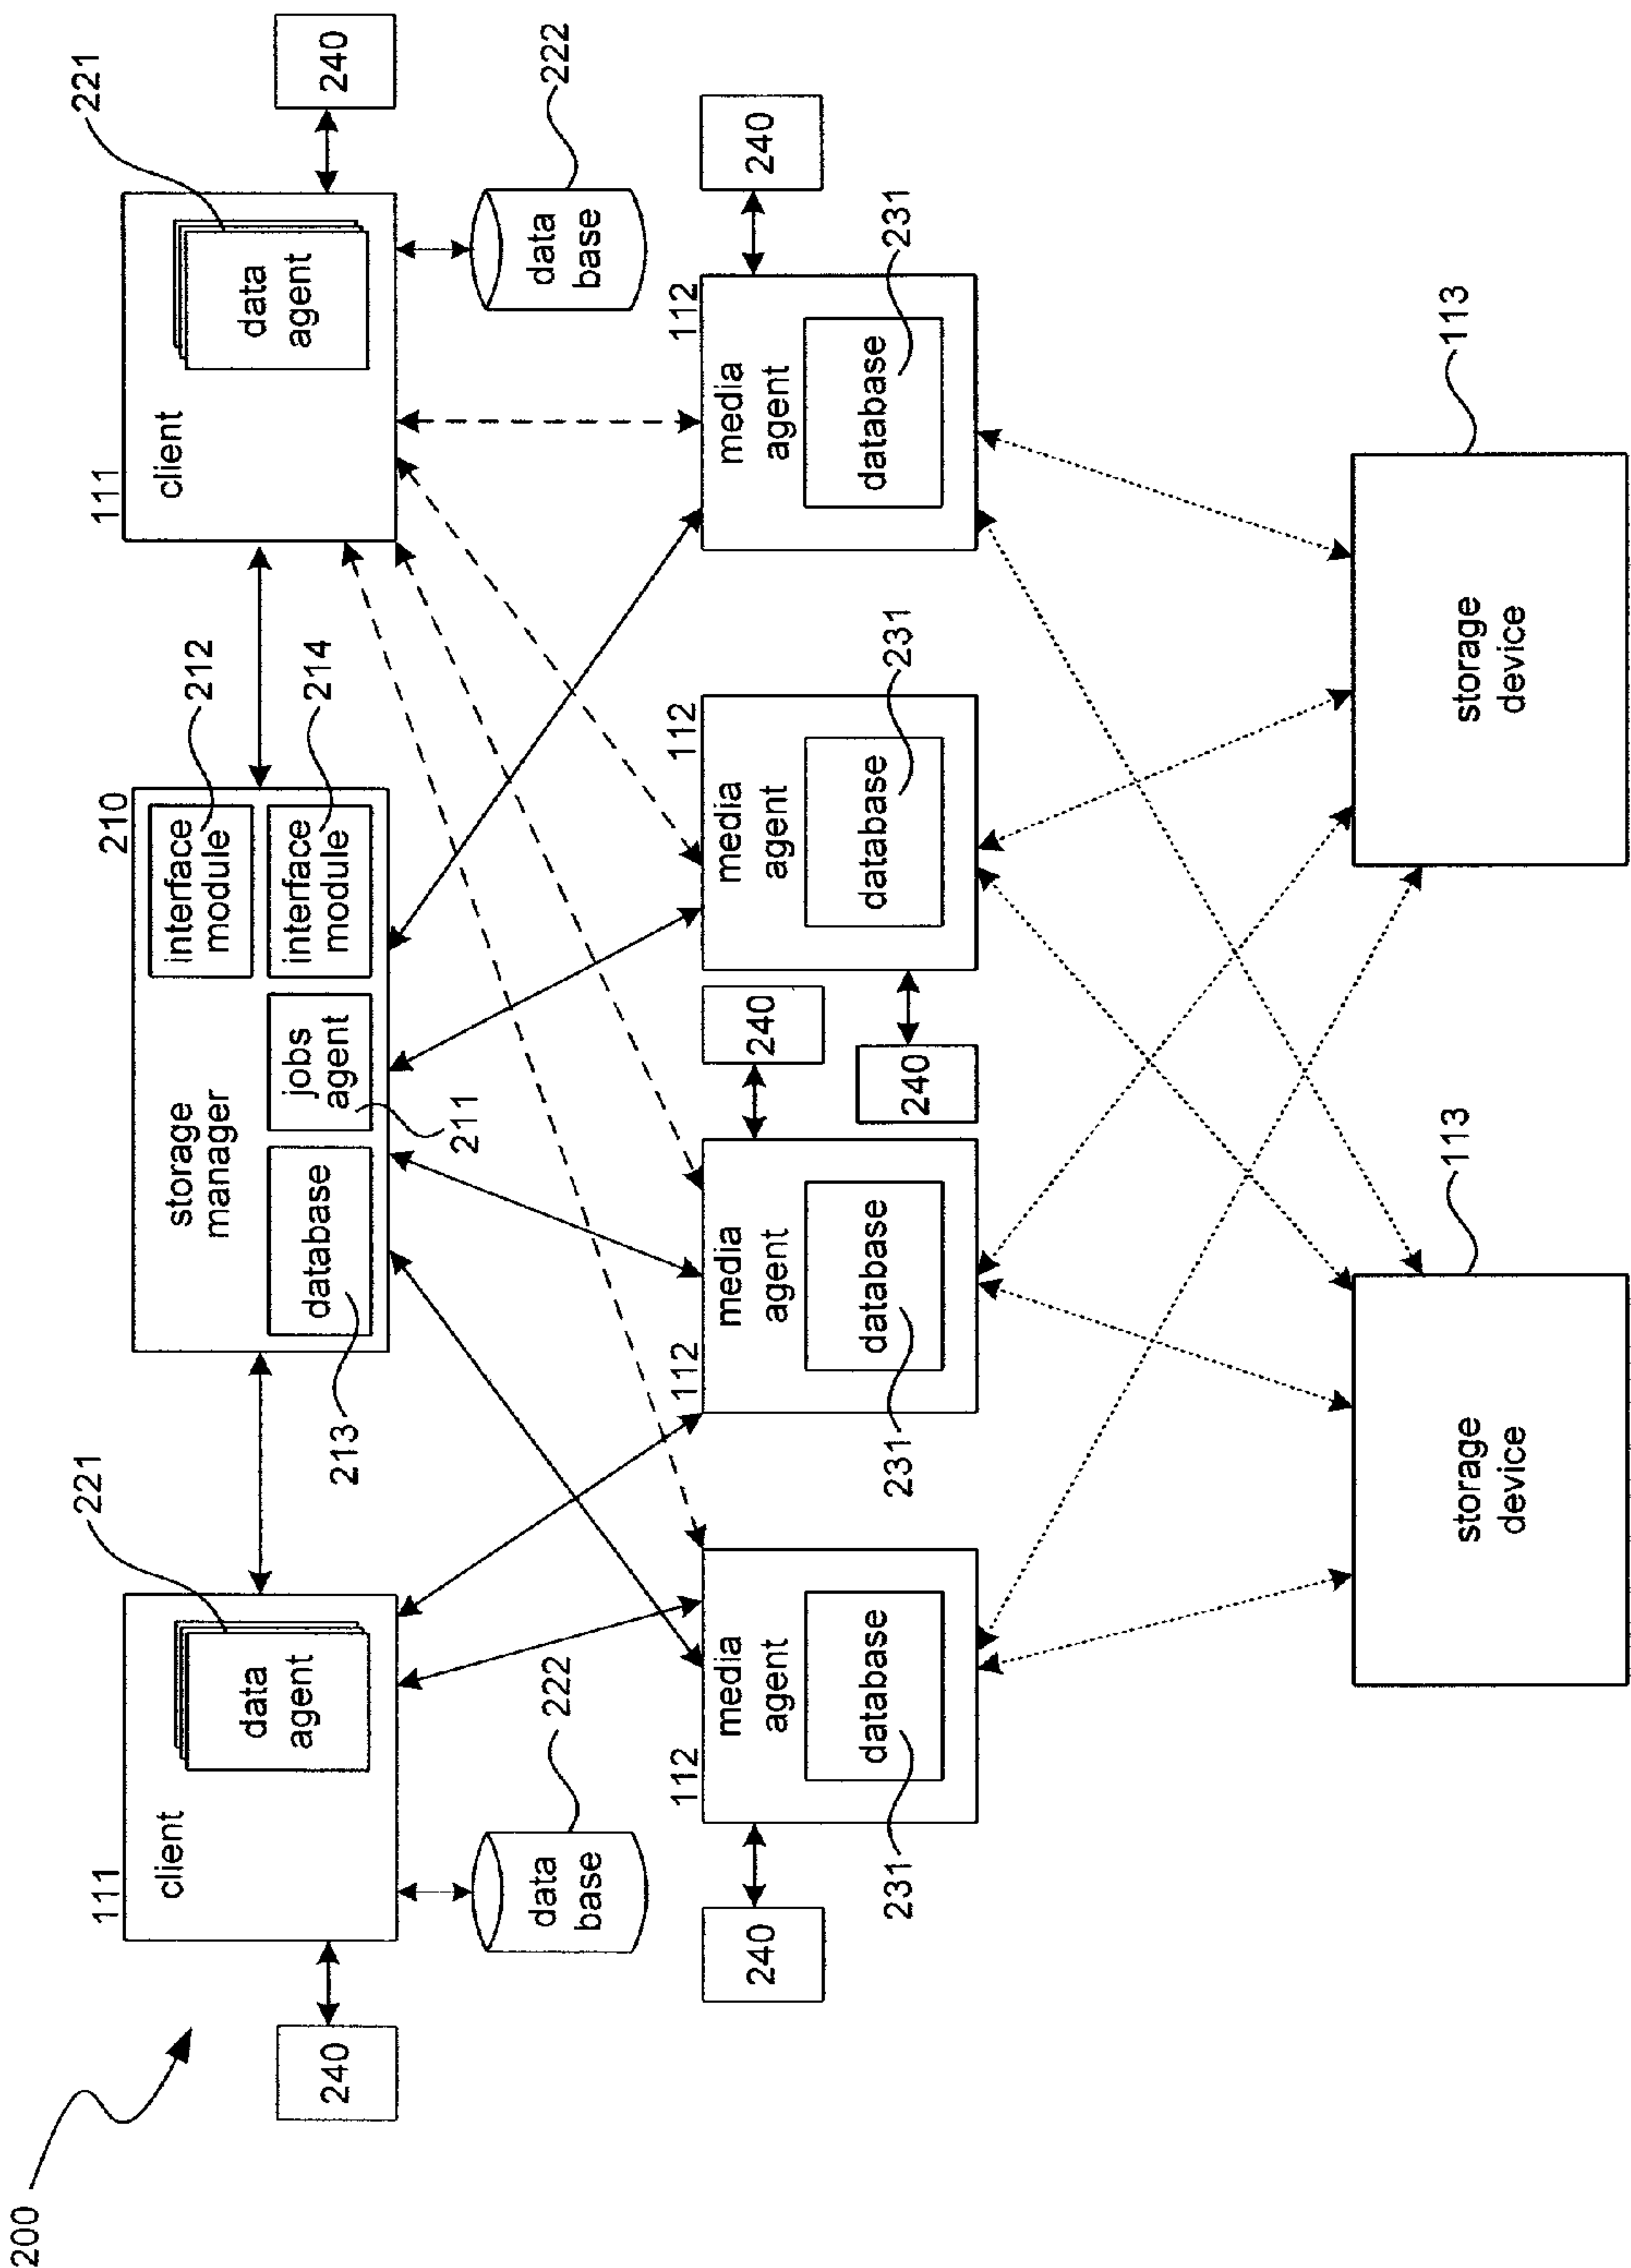 200
240
111
client
data
agent
221
data
base
222
210
storage
manager
database
213
jobs
agent
211
interface
module
212
interface
module
214
111
client
data
agent
221
240
data
base
222
240
112
media
agent
database
231
112
media
agent
database
231
240
240
112
media
agent
database
231
112
media
agent
database
231
240
storage
device
113
storage
device
113